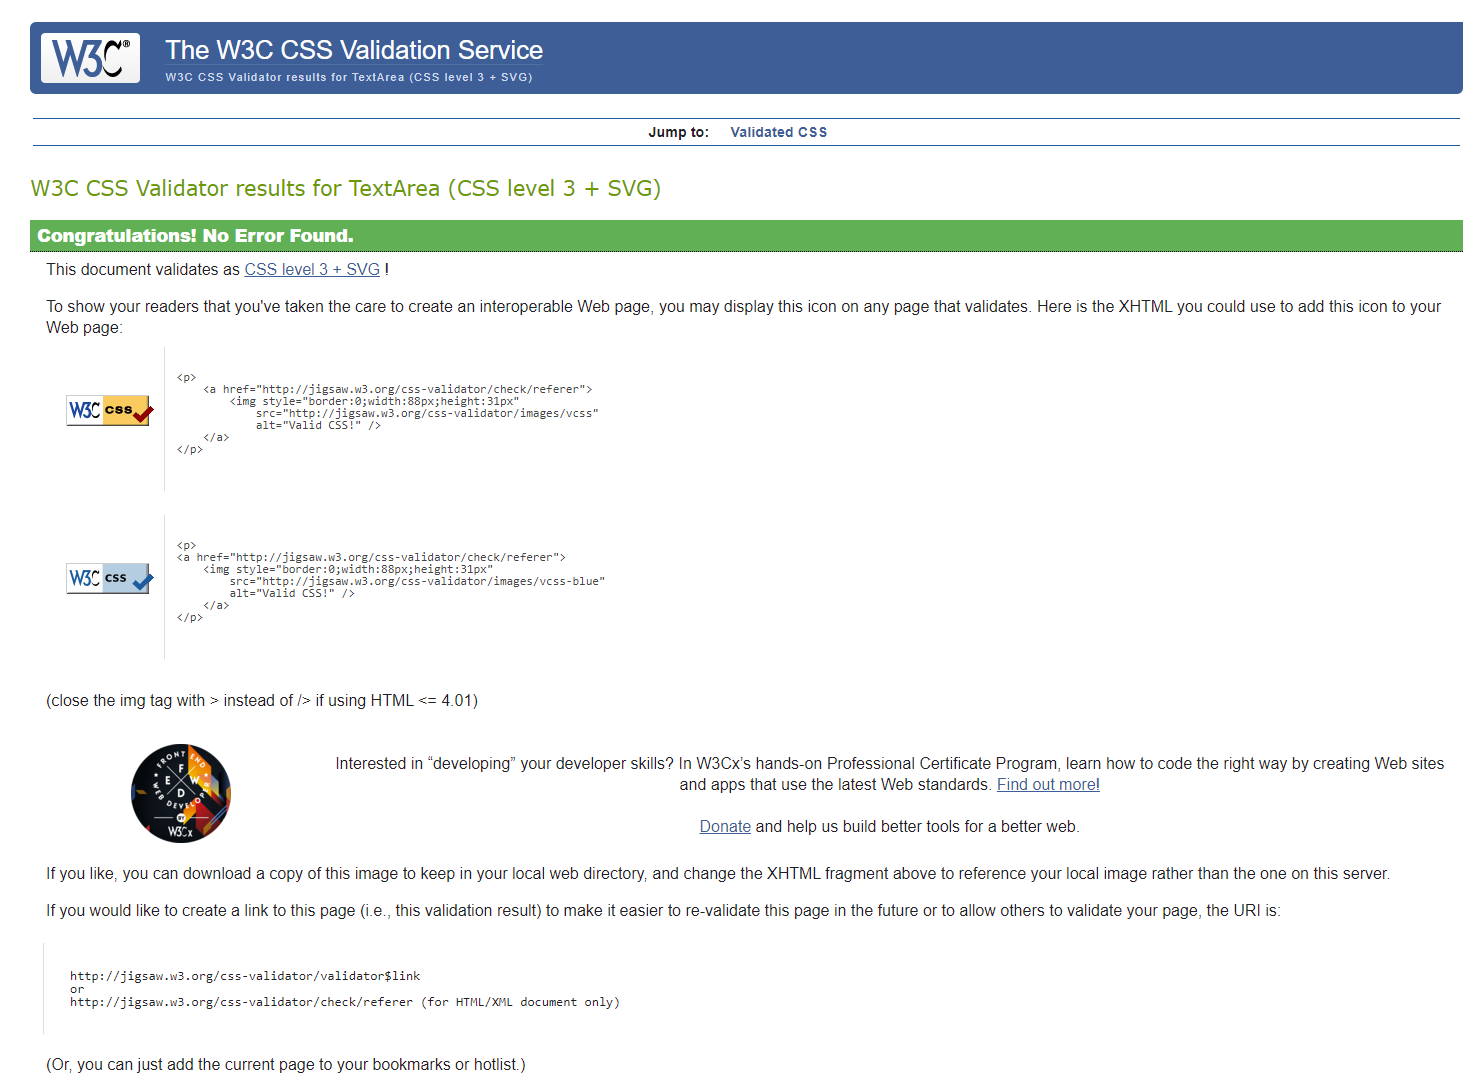 W3C®
The W3C CSS Validation Service
W3C CSS Validator results for TextArea (CSS level 3 + SVG)
Jump to: Validated CSS
W3C CSS Validator results for TextArea (CSS level 3 + SVG)
Congratulations! No Error Found.
This document validates as CSS level 3 + SVG !
To show your readers that you've taken the care to create an interoperable Web page, you may display this icon on any page that validates. Here is the XHTML you could use to add this icon to your
Web page:
W3C css
<p>
    <a href="http://jigsaw.w3.org/css-validator/check/referer">
        <img style="border:0;width:88px;height:31px"
            src="http://jigsaw.w3.org/css-validator/images/vcss"
            alt="Valid CSS!" />
    </a>
</p>
W3C css
<p>
<a href="http://jigsaw.w3.org/css-validator/check/referer">
    <img style="border:0;width:88px;height:31px"
        src="http://jigsaw.w3.org/css-validator/images/vcss-blue"
        alt="Valid CSS!" />
    </a>
</p>
(close the img tag with > instead of /> if using HTML <= 4.01)
FRONT END
F
E W
D
WEB DEVELOPER
BY
W3Cx
Interested in “developing” your developer skills? In W3Cx’s hands-on Professional Certificate Program, learn how to code the right way by creating Web sites
and apps that use the latest Web standards. Find out more!
Donate and help us build better tools for a better web.
If you like, you can download a copy of this image to keep in your local web directory, and change the XHTML fragment above to reference your local image rather than the one on this server.
If you would like to create a link to this page (i.e., this validation result) to make it easier to re-validate this page in the future or to allow others to validate your page, the URI is:
http://jigsaw.w3.org/css-validator/validator$link
or
http://jigsaw.w3.org/css-validator/check/referer (for HTML/XML document only)
(Or, you can just add the current page to your bookmarks or hotlist.)